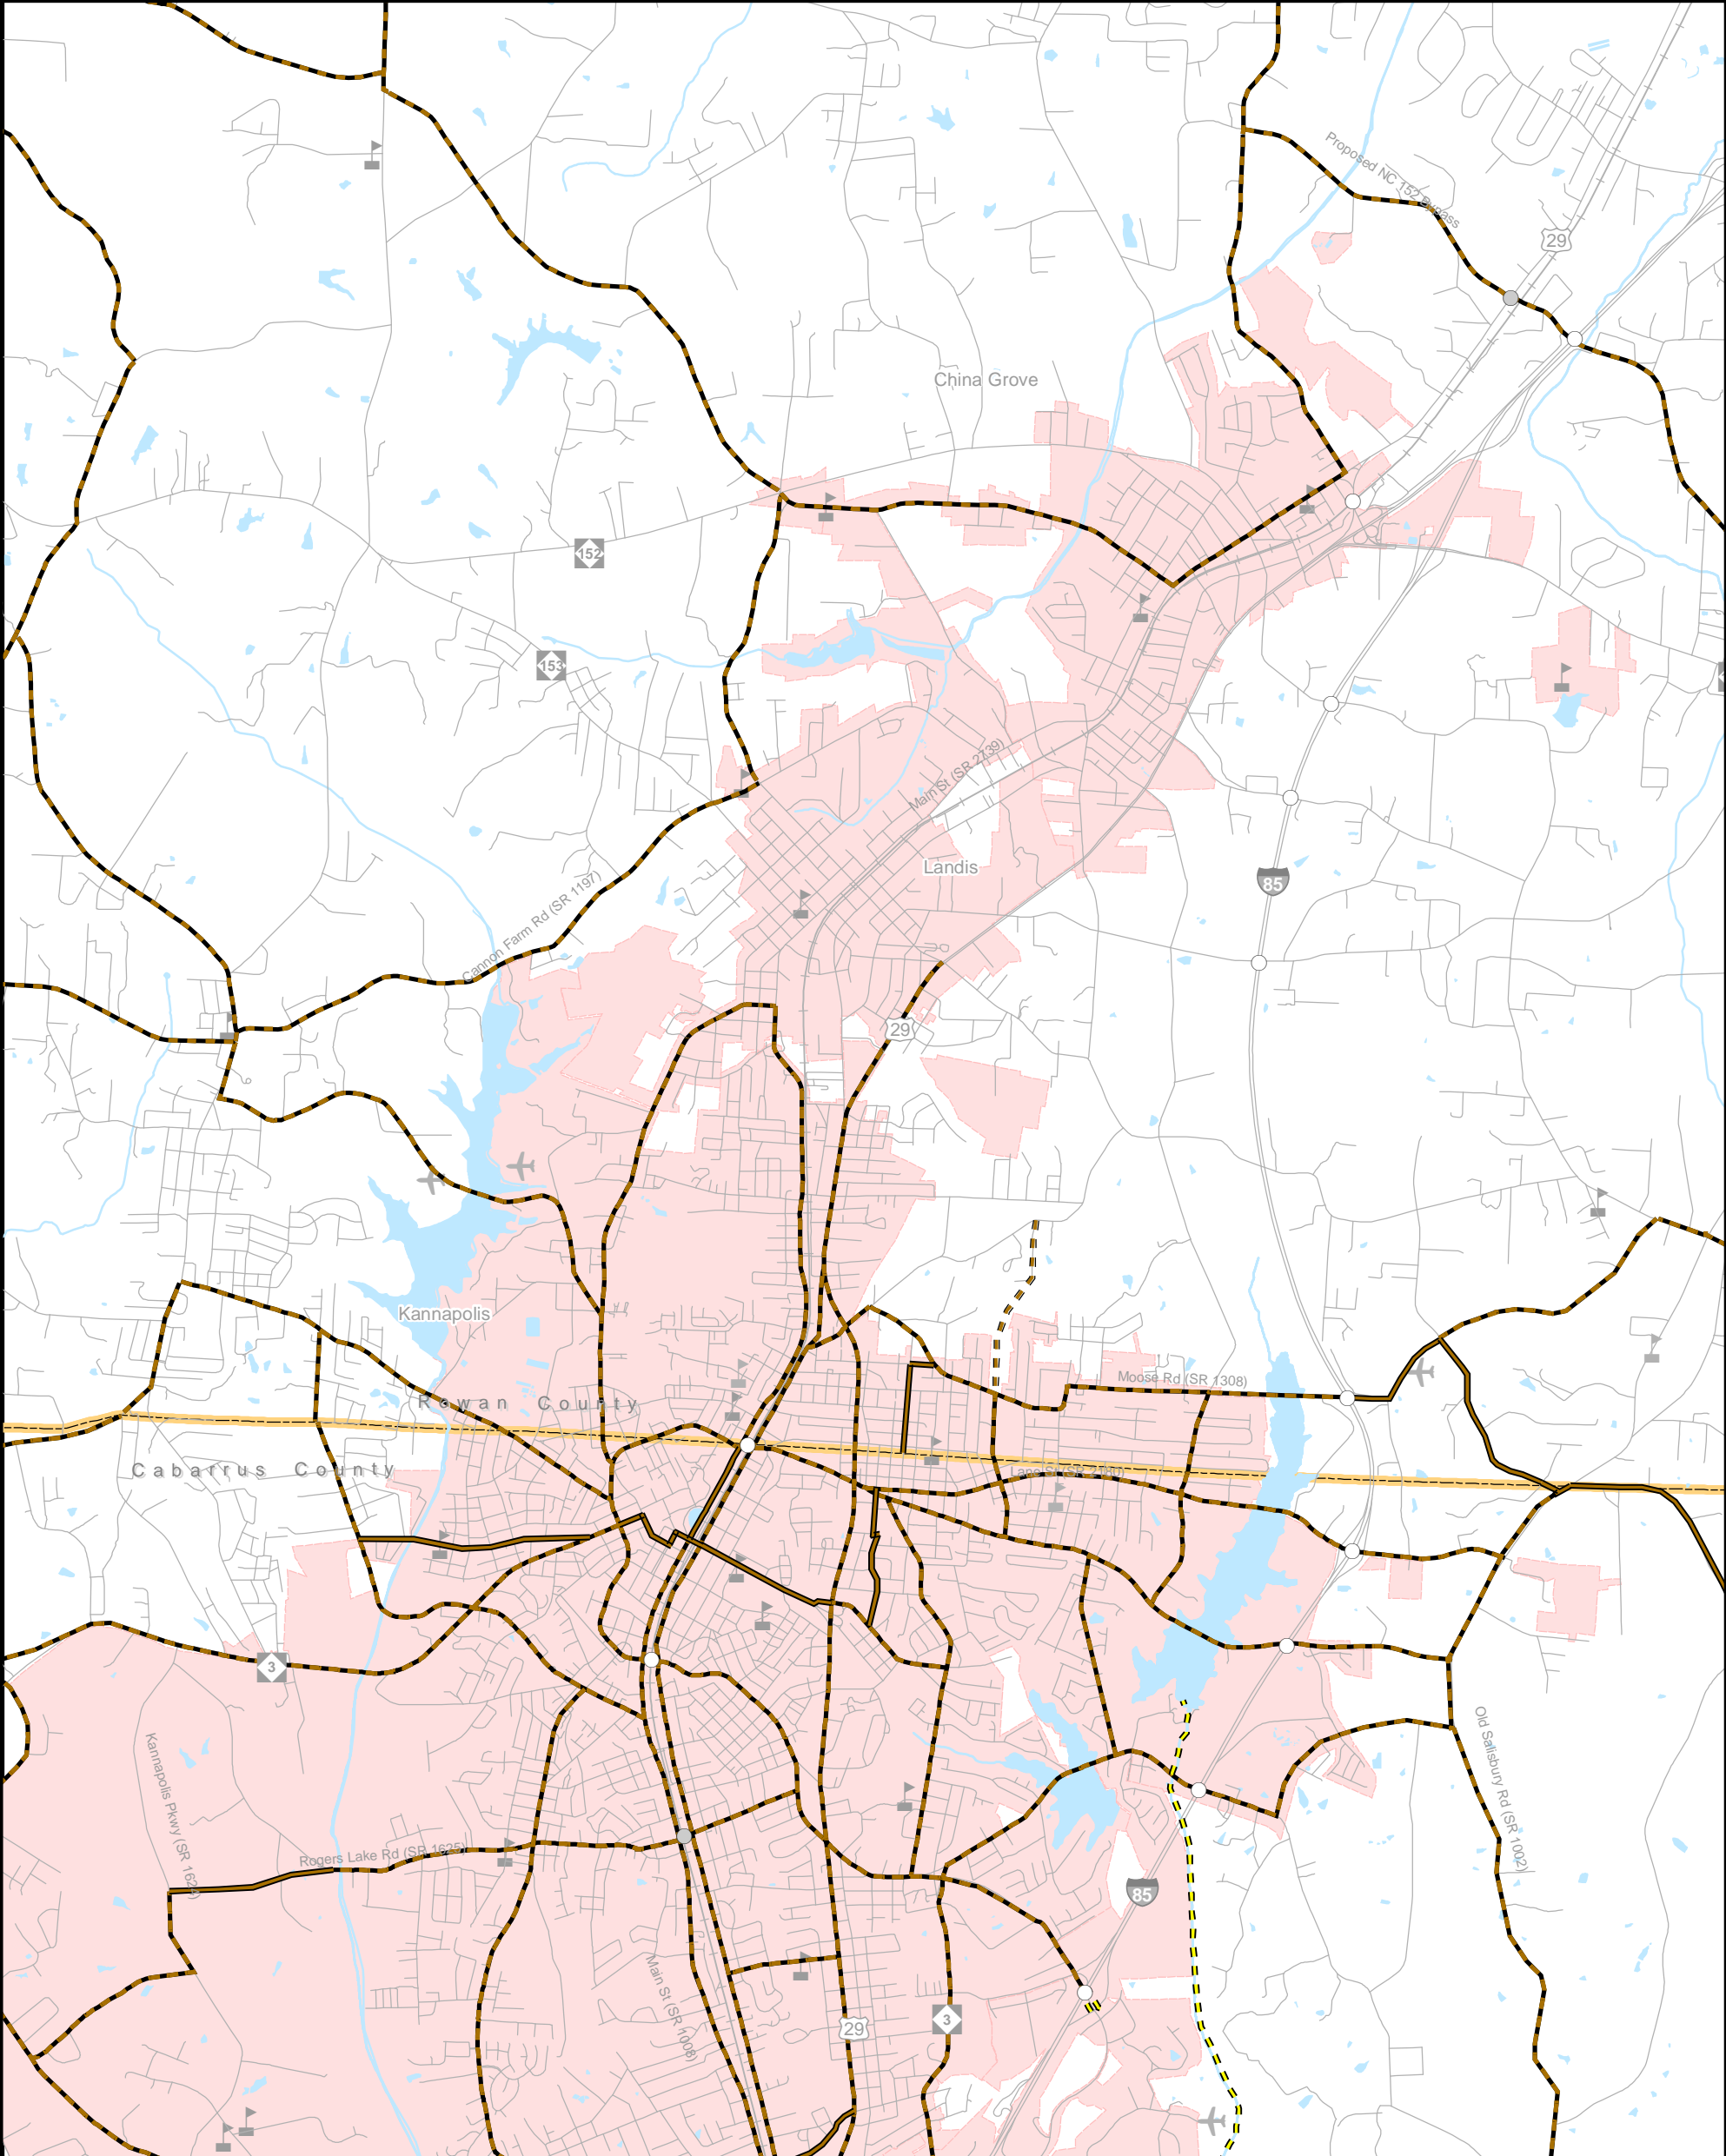 Proposed NC 152 Bypass
29
China Grove
152
153
Main St (SR 2739)
Landis
85
Cannon Farm Rd (SR 1197)
29
Kannapolis
Moose Rd (SR 1308)
Rowan County
Cabarrus County
3
Old Salisbury Rd (SR 1002)
Kannapolis Pkwy (SR 162
Rogers Lake Rd (SR 1625)
85
Main St (SR 1008)
3
29